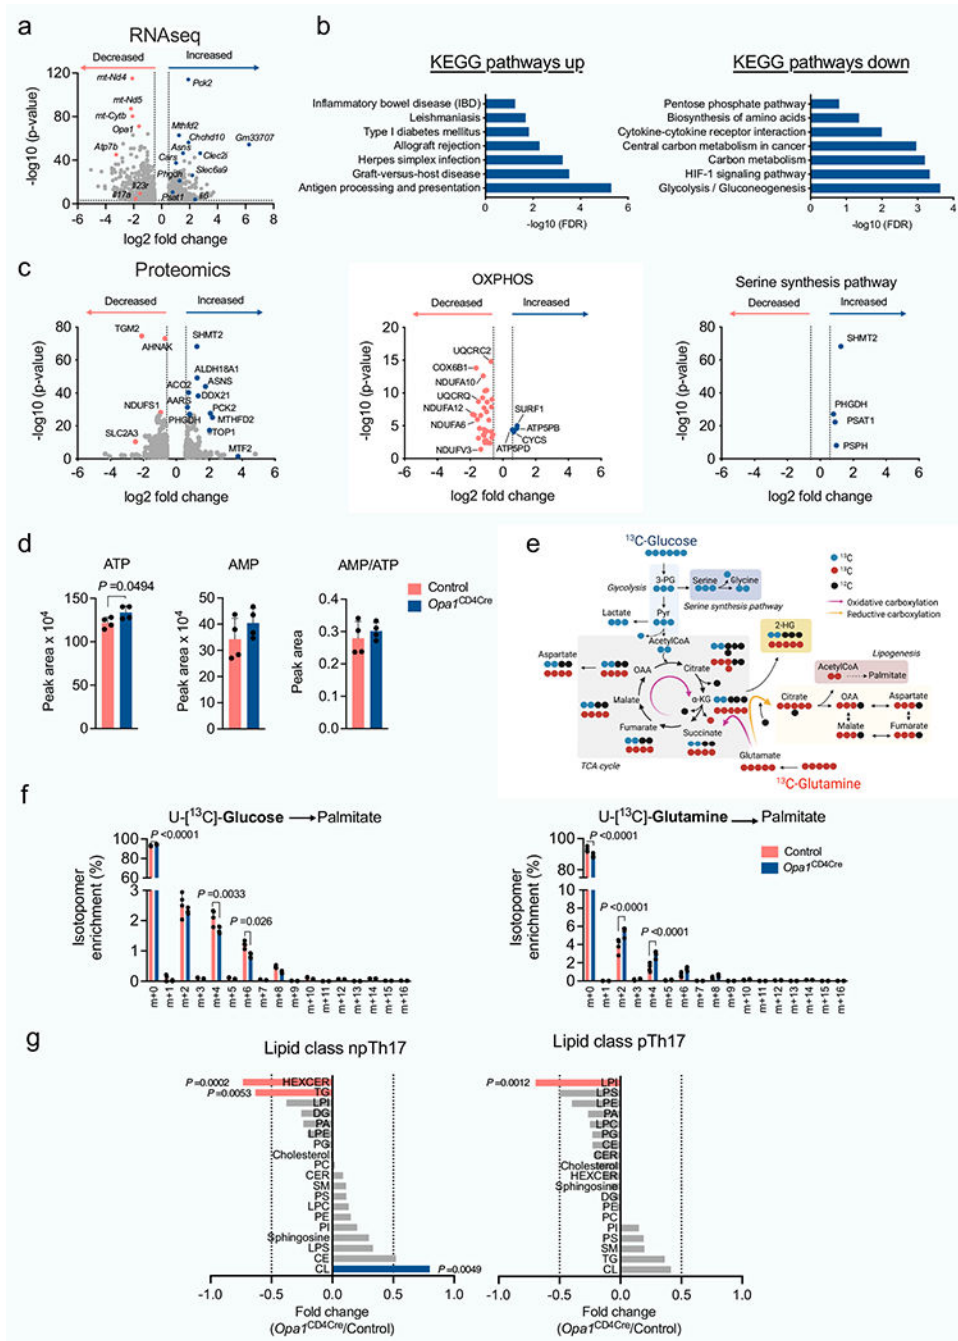 a
RNAseq
Decreased
Increased
-log10 (p-value)
120
80
40
0
mt-Nd4
mt-Nd5
mt-Cytb
Opa1
Atp7b
Il23r
Il17a
Pck2
Mthfd2
Chchd10
Gm33707
Asns
Clec2i
Cars
Slec6a9
Phgdh
Psat1
Il6
-6 -4 -2 0 2 4 6 8
log2 fold change
b
KEGG pathways up
Inflammatory bowel disease (IBD)
Leishmaniasis
Type I diabetes mellitus
Allograft rejection
Herpes simplex infection
Graft-versus-host disease
Antigen processing and presentation
0 2 4 5 6
-log10 (FDR)
KEGG pathways down
Pentose phosphate pathway
Biosynthesis of amino acids
Cytokine-cytokine receptor interaction
Central carbon metabolism in cancer
Carbon metabolism
HIF-1 signaling pathway
Glycolysis / Gluconeogenesis
0 1 2 3 4
-log10 (FDR)
c
Proteomics
Decreased
Increased
-log10 (p-value)
80
60
40
20
0
TGM2
AHNAK
SHMT2
ALDH18A1
ACO2
ASNS
AARS
DDX21
NDUFS1
PCK2
PHGDH
MTHFD2
SLC2A3
TOP1
MTF2
-6 -4 -2 0 2 4 6
log2 fold change
OXPHOS
Decreased
Increased
-log10 (p-value)
20
15
10
5
0
UQCRC2
COX6B1
NDUFA10
UQCRQ
NDUFA12
NDUFA6
NDUFV3
SURF1
ATP5PB
CYCS
ATP5PD
-6 -4 -2 0 2 4 6
log2 fold change
Serine synthesis pathway
Decreased
Increased
-log10 (p-value)
80
60
40
20
0
SHMT2
PHGDH
PSAT1
PSPH
-6 -4 -2 0 2 4 6
log2 fold change
d
ATP
P =0.0494
Peak area x 10⁴
150
100
50
0
AMP
Peak area x 10⁴
50
40
30
20
10
0
AMP/ATP
Peak area
0.4
0.3
0.2
0.1
0.0
Control
Opa1CD4Cre
e
¹³C-Glucose
Glycolysis
3-PG
Serine
Glycine
Serine synthesis pathway
Lactate
Pyr
AcetylCoA
Aspartate
OAA
Citrate
Malate
α-KG
Fumarate
Succinate
TCA cycle
¹³C
¹³C
¹²C
Oxidative carboxylation
Reductive carboxylation
2-HG
Lipogenesis
AcetylCoA
Palmitate
Citrate
OAA
Aspartate
Malate
Fumarate
Glutamate
¹³C-Glutamine
f
U-[¹³C]-Glucose
Palmitate
Isotopomer
enrichment (%)
100
80
60
3
2
1
0
P <0.0001
P =0.0033
P =0.026
m+0 m+1 m+2 m+3 m+4 m+5 m+6 m+7 m+8 m+9 m+10 m+11 m+12 m+13 m+14 m+15 m+16
U-[¹³C]-Glutamine
Palmitate
Isotopomer
enrichment (%)
100
80
60
10
8
6
4
2
0
P <0.0001
P <0.0001
P <0.0001
m+0 m+1 m+2 m+3 m+4 m+5 m+6 m+7 m+8 m+9 m+10 m+11 m+12 m+13 m+14 m+15 m+16
Control
Opa1CD4Cre
g
Lipid class npTh17
P =0.0002
HEXCER
P =0.0053
TG
LPI
DG
PA
LPE
PG
Cholesterol
PC
CER
SM
PS
LPC
PE
PI
Sphingosine
LPS
CE
CL
P =0.0049
-1.0 -0.5 0.0 0.5 1.0
Fold change
(Opa1CD4Cre/Control)
Lipid class pTh17
P =0.0012
LPI
LPS
LPE
PA
LPC
PG
CE
CER
Cholesterol
HEXCER
Sphingosine
DG
PE
PC
PI
PS
SM
TG
CL
-1.0 -0.5 0.0 0.5 1.0
Fold change
(Opa1CD4Cre/Control)